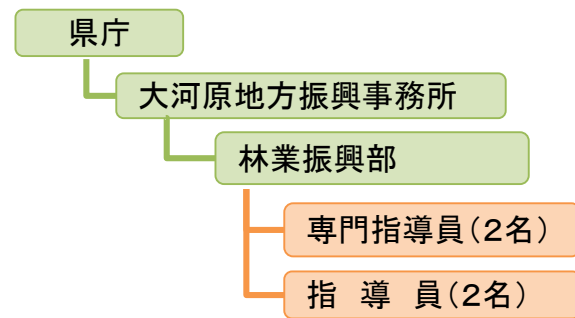 県庁
大河原地方振興事務所
林業振興部
専門指導員(2名)
指 導 員(2名)